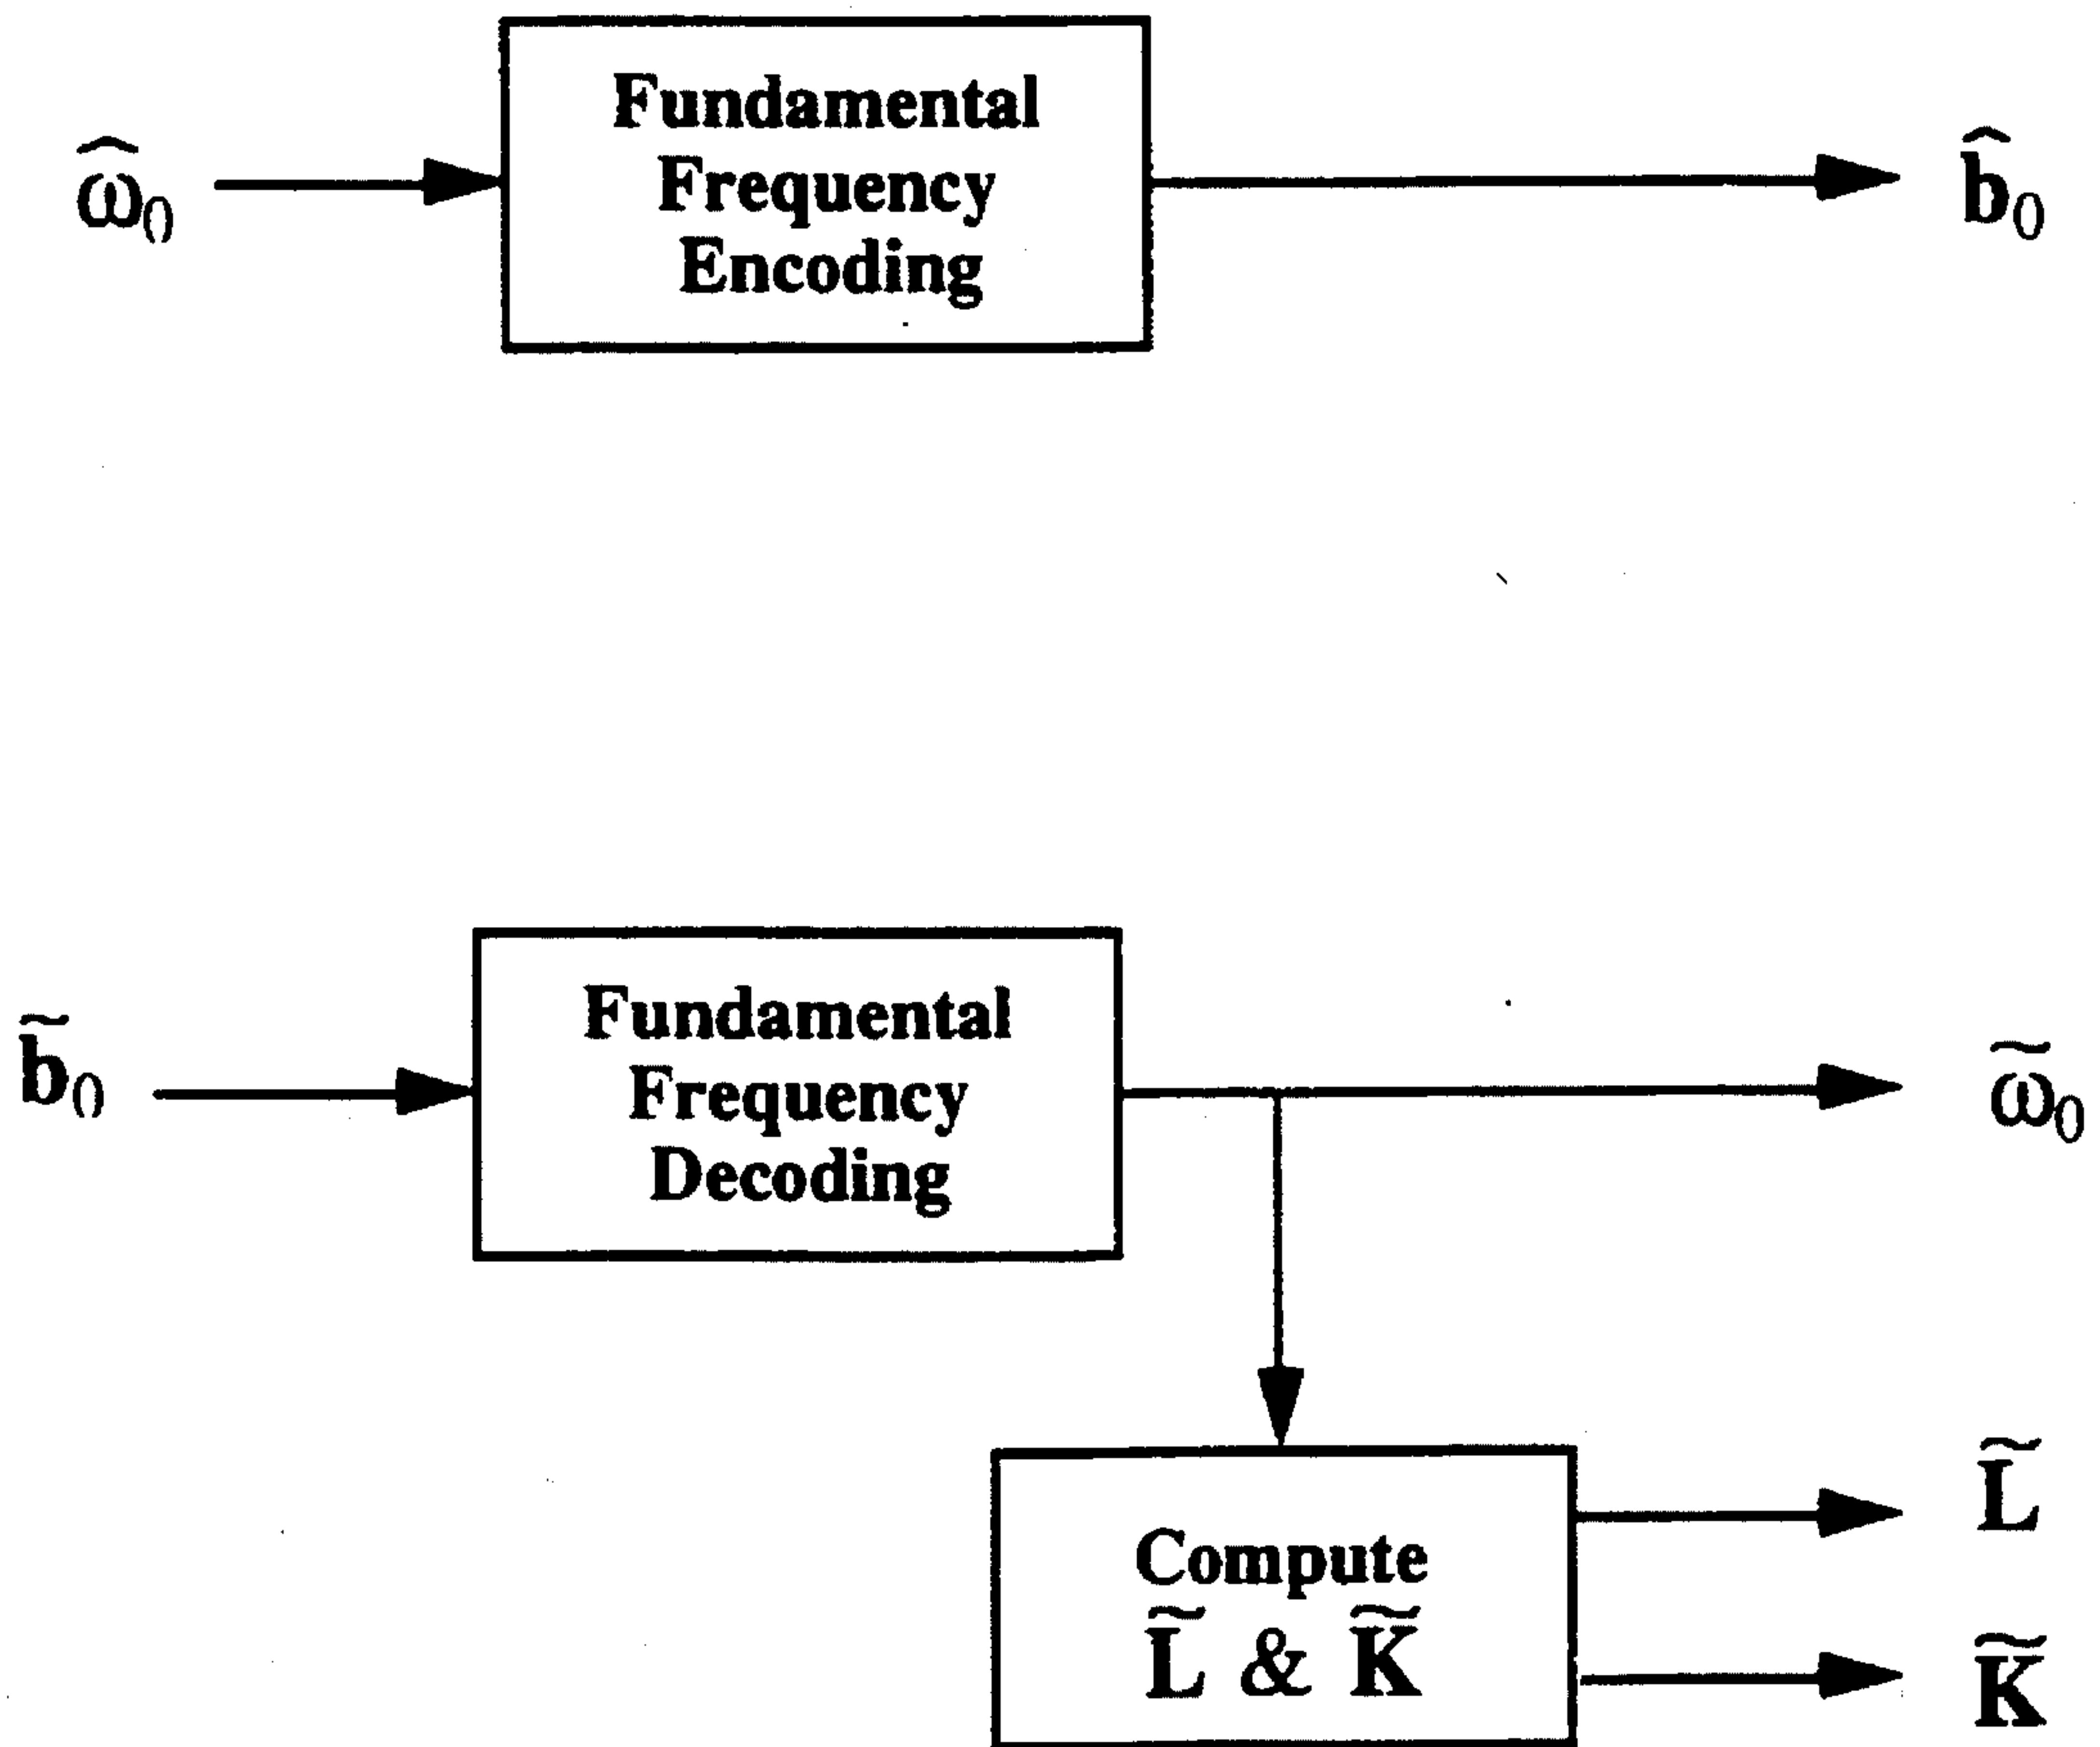 ω̂₀
Fundamental
Frequency
Encoding
b̂₀
b̃₀
Fundamental
Frequency
Decoding
ω̃₀
Compute
L̃ & K̃
L̃
K̃